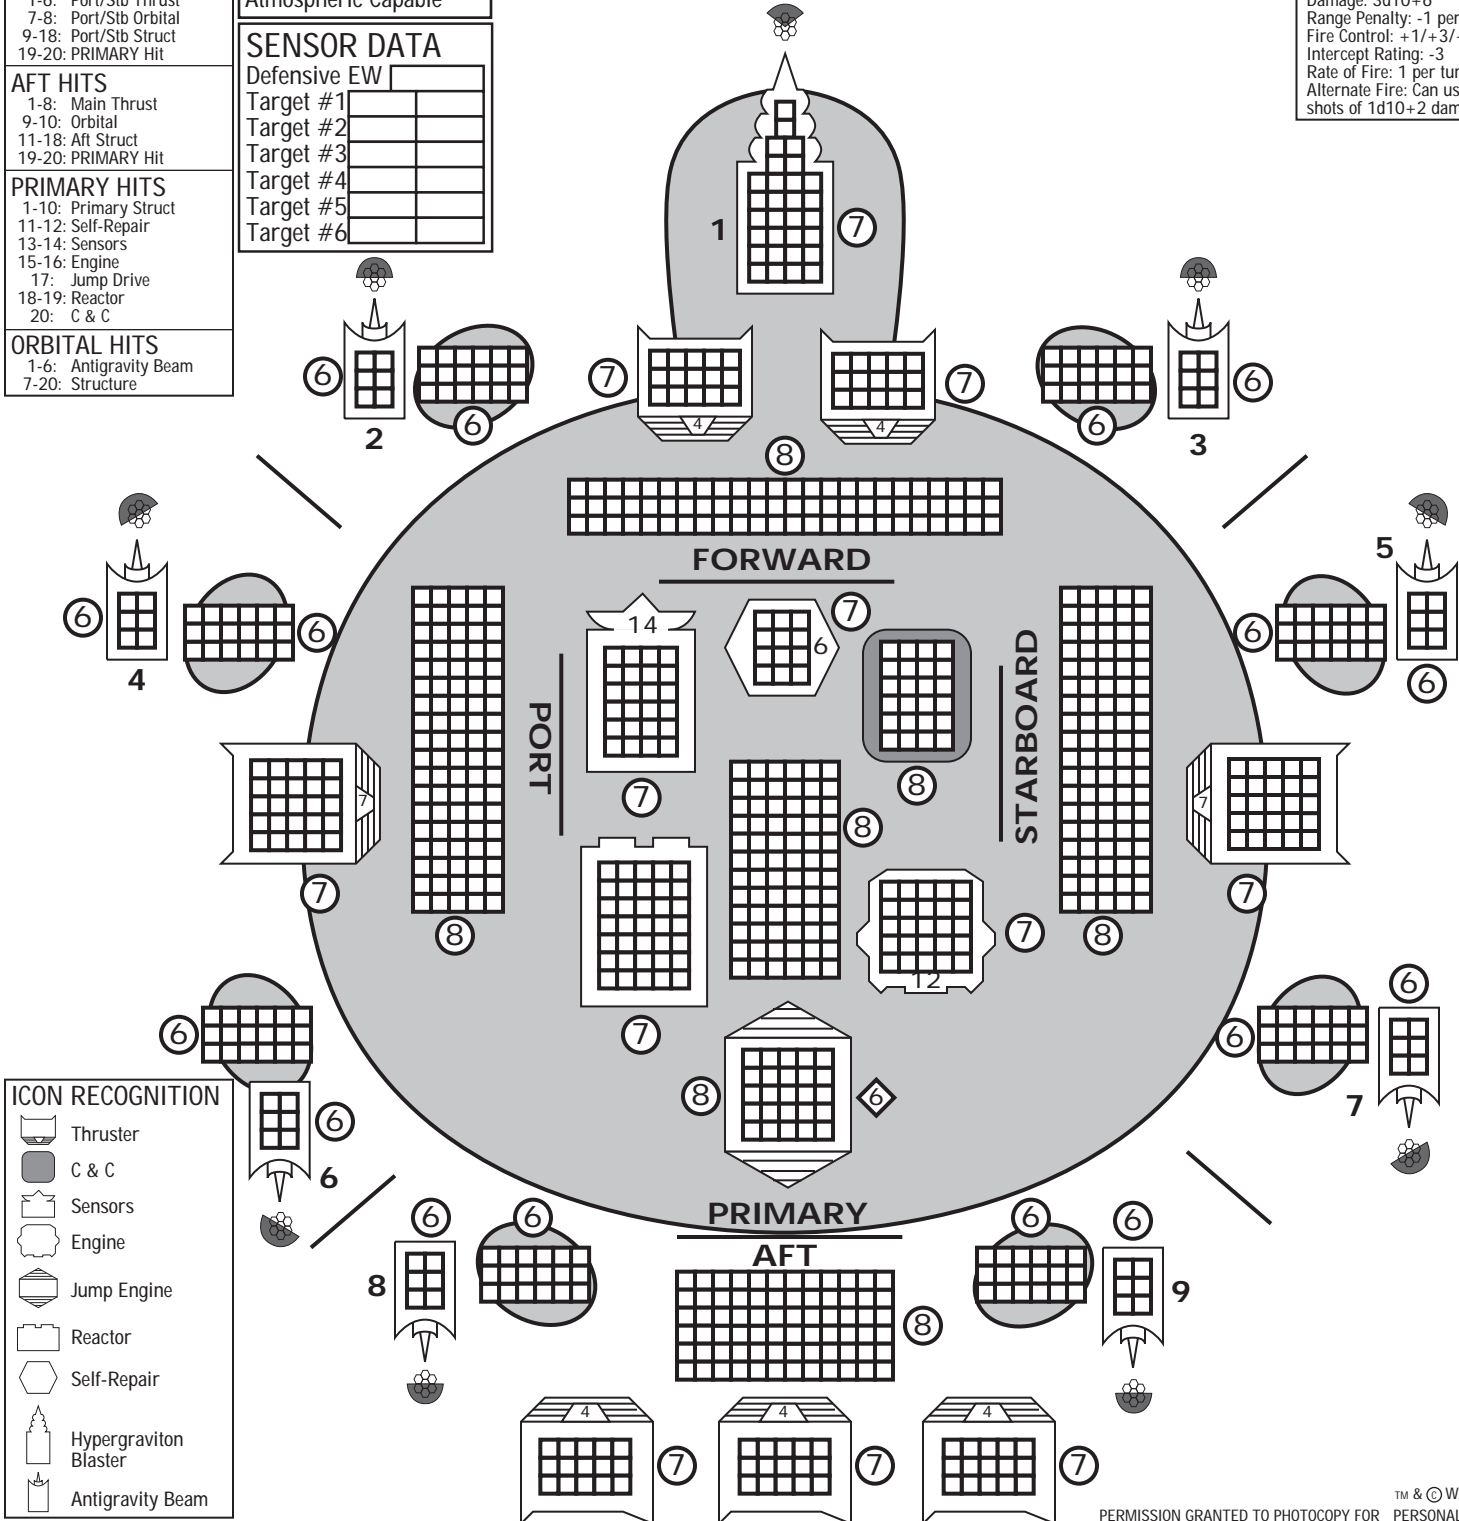 1-6: Port/Stb Thrust
7-8: Port/Stb Orbital
9-18: Port/Stb Struct
19-20: PRIMARY Hit
AFT HITS
1-8: Main Thrust
9-10: Orbital
11-18: Aft Struct
19-20: PRIMARY Hit
PRIMARY HITS
1-10: Primary Struct
11-12: Self-Repair
13-14: Sensors
15-16: Engine
17: Jump Drive
18-19: Reactor
20: C & C
ORBITAL HITS
1-6: Antigravity Beam
7-20: Structure
Atmospheric Capable
SENSOR DATA
Defensive EW
Target #1
Target #2
Target #3
Target #4
Target #5
Target #6
Damage: 3d10+6
Range Penalty: -1 per
Fire Control: +1/+3/
Intercept Rating: -3
Rate of Fire: 1 per tur
Alternate Fire: Can us
shots of 1d10+2 dam
1 7
6 7 7 6
2 6 4 4 6 3
8
FORWARD
5
14 7 6
6 6 6
4 6
PORT
STARBOARD
7 8
7 8 7
7 7
8 7 8
12
6 6
6 7 6
8 6
6 7
6
PRIMARY
AFT
6 6 6 6
8 9
8
4 4 4
7 7 7
ICON RECOGNITION
Thruster
C & C
Sensors
Engine
Jump Engine
Reactor
Self-Repair
Hypergraviton
Blaster
Antigravity Beam
TM & © W
PERMISSION GRANTED TO PHOTOCOPY FOR PERSONAL